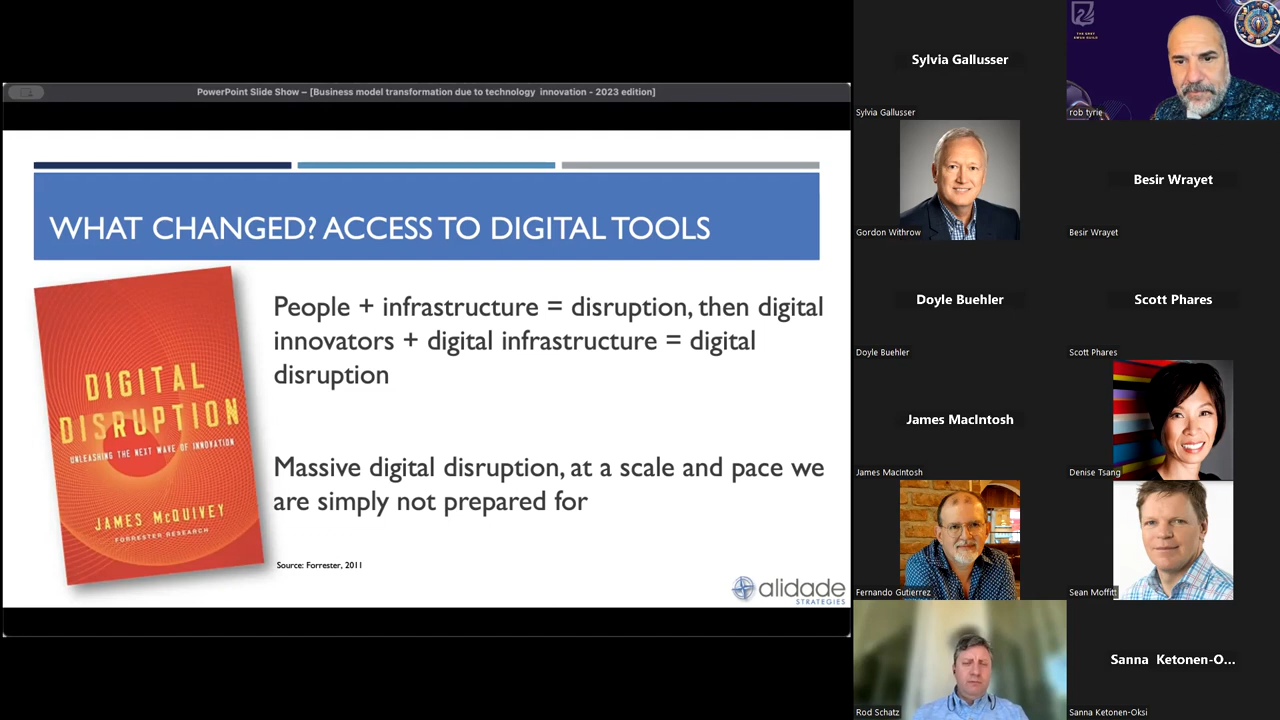 PowerPoint Slide Show – [Business model transformation due to technology  innovation - 2023 edition]
WHAT CHANGED? ACCESS TO DIGITAL TOOLS
DIGITAL
DISRUPTION
UNLEASHING THE NEXT WAVE OF INNOVATION
JAMES McQUIVEY
FORRESTER RESEARCH
People + infrastructure = disruption, then digital
innovators + digital infrastructure = digital
disruption
Massive digital disruption, at a scale and pace we
are simply not prepared for
Source: Forrester, 2011
alidade
STRATEGIES
Sylvia Gallusser
Sylvia Gallusser
THE GREY
SWAN GUILD
rob tyrie
Gordon Withrow
Besir Wrayet
Besir Wrayet
Doyle Buehler
Doyle Buehler
Scott Phares
Scott Phares
James MacIntosh
James MacIntosh
Denise Tsang
Fernando Gutierrez
Sean Moffitt
Rod Schatz
Sanna  Ketonen-O...
Sanna Ketonen-Oksi